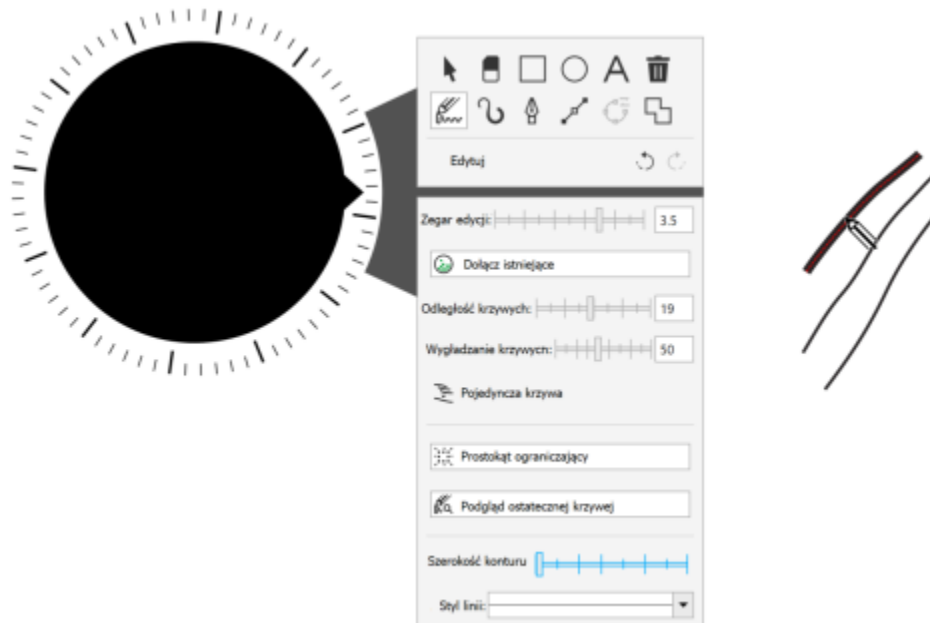 A
Edytuj
Zegar edycji: 3.5
Dołącz istniejące
Odległość krzywych: 19
Wygładzanie krzywych: 50
Pojedyncza krzywa
Prostokąt ograniczający
Podgląd ostatecznej krzywej
Szerokość konturu
Styl linii: